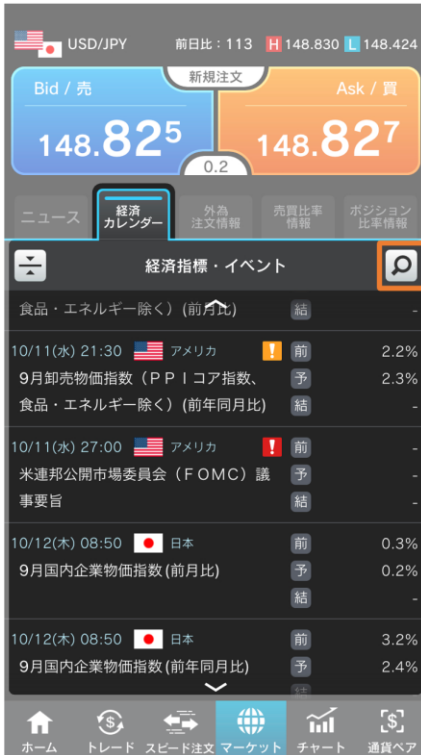 USD/JPY 前日比：113 H 148.830 L 148.424
新規注文
Bid / 売 Ask / 買
148.825 148.827
0.2
ニュース 経済カレンダー 外為注文情報 売買比率情報 ポジション比率情報
経済指標・イベント
食品・エネルギー除く）(前月比) 結 -
10/11(水) 21:30 アメリカ ! 前 2.2%
9月卸売物価指数（ＰＰＩコア指数、 予 2.3%
食品・エネルギー除く）(前年同月比) 結 -
10/11(水) 27:00 アメリカ ! 前 -
米連邦公開市場委員会（ＦＯＭＣ）議 予 -
事要旨 結 -
10/12(木) 08:50 日本 前 0.3%
9月国内企業物価指数(前月比) 予 0.2%
結 -
10/12(木) 08:50 日本 前 3.2%
9月国内企業物価指数(前年同月比) 予 2.4%
結
ホーム トレード スピード注文 マーケット チャート 通貨ペア